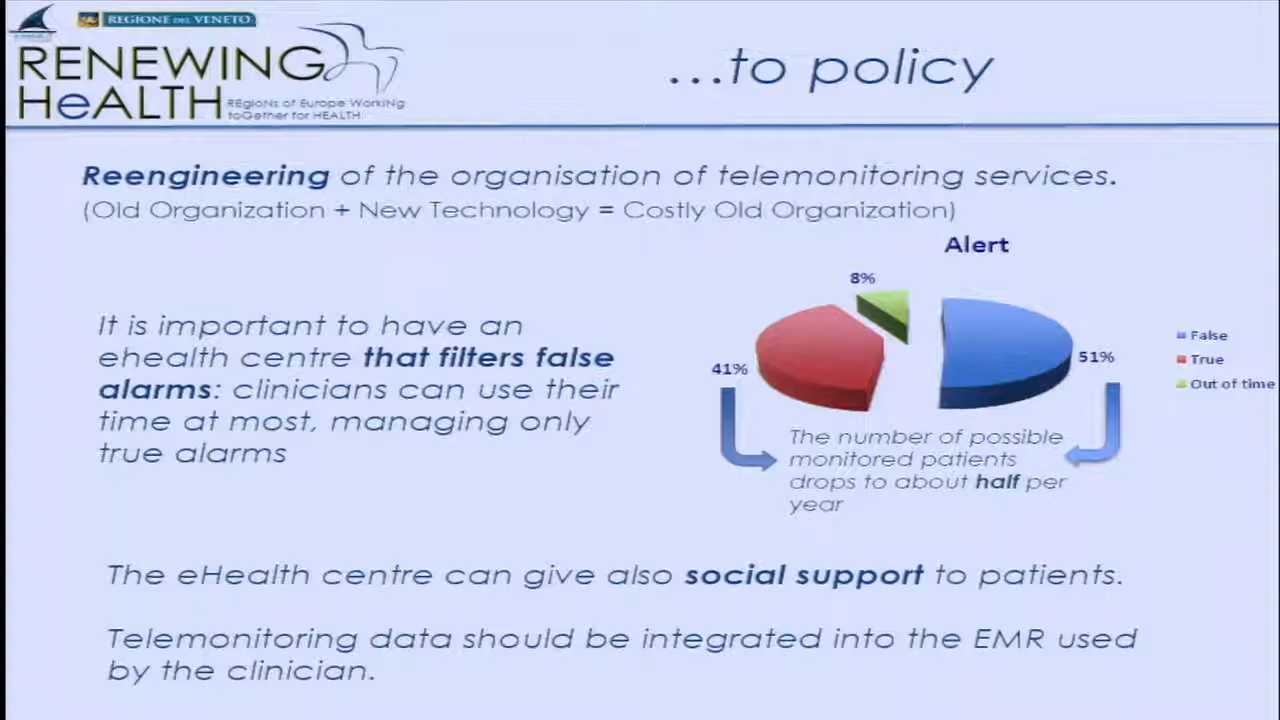 REGIONE DEL VENETO
RENEWING
HeALTH
REgioNs of Europe WorkINg
toGether for HEALTH
...to policy
Reengineering of the organisation of telemonitoring services.
(Old Organization + New Technology = Costly Old Organization)
Alert
8%
41%
51%
False
True
Out of time
It is important to have an
ehealth centre that filters false
alarms: clinicians can use their
time at most, managing only
true alarms
The number of possible
monitored patients
drops to about half per
year
The eHealth centre can give also social support to patients.
Telemonitoring data should be integrated into the EMR used
by the clinician.